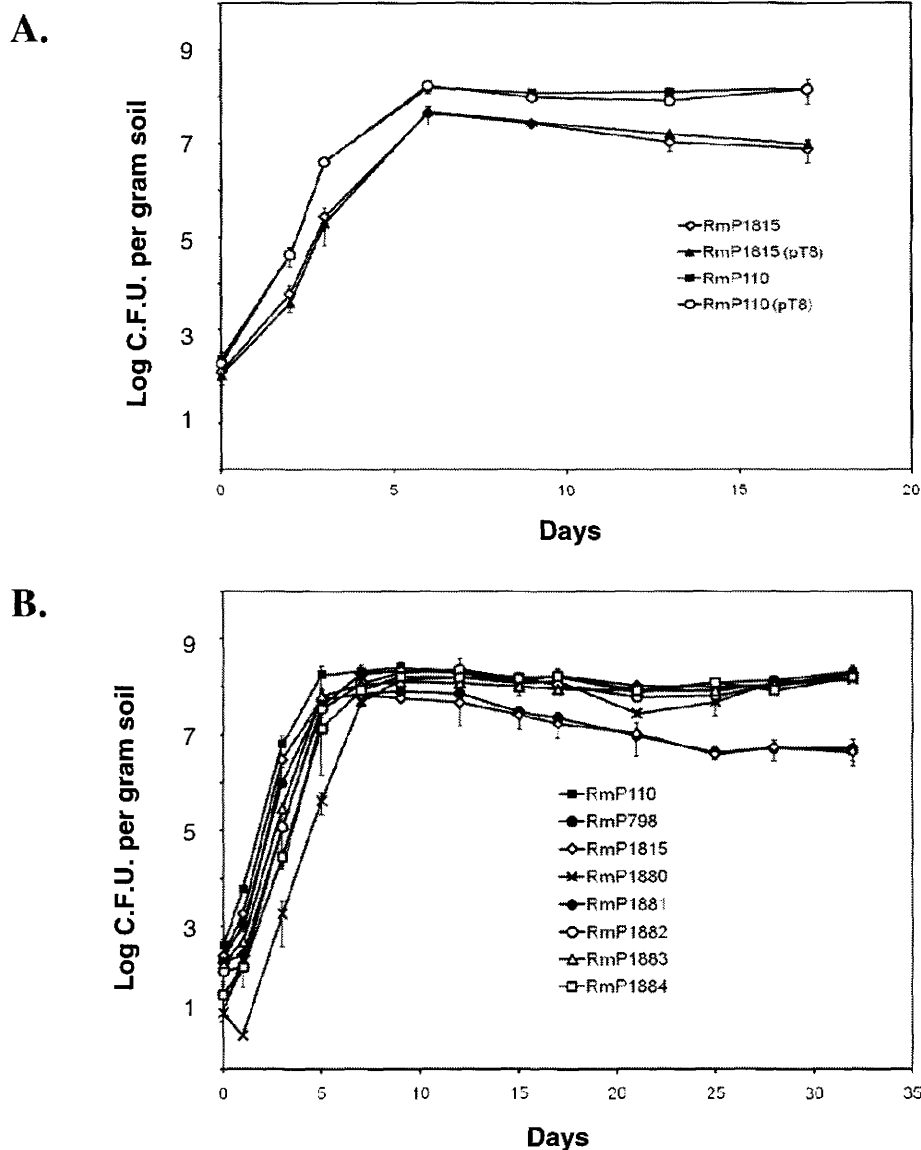 A.
Log C.F.U. per gram soil
9
7
5
3
1
RmP1815
RmP1815 (pT8)
RmP110
RmP110 (pT8)
0 5 10 15 20
Days
B.
Log C.F.U. per gram soil
9
7
5
3
1
RmP110
RmP798
RmP1815
RmP1880
RmP1881
RmP1882
RmP1883
RmP1884
0 5 10 15 20 25 30 35
Days